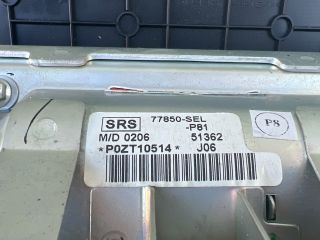 SRS 77850-SEL
-P81
M/D 0206 51362
*P0ZT10514* J06
PS